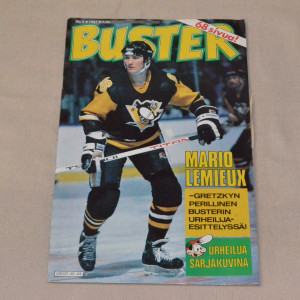 BUSTER
68 sivua!
MARIO
LEMIEUX
–GRETZKYN
PERILLINEN
BUSTERIN
URHEILIJA-
ESITTELYSSÄ!
URHEILUA
SARJAKUVINA